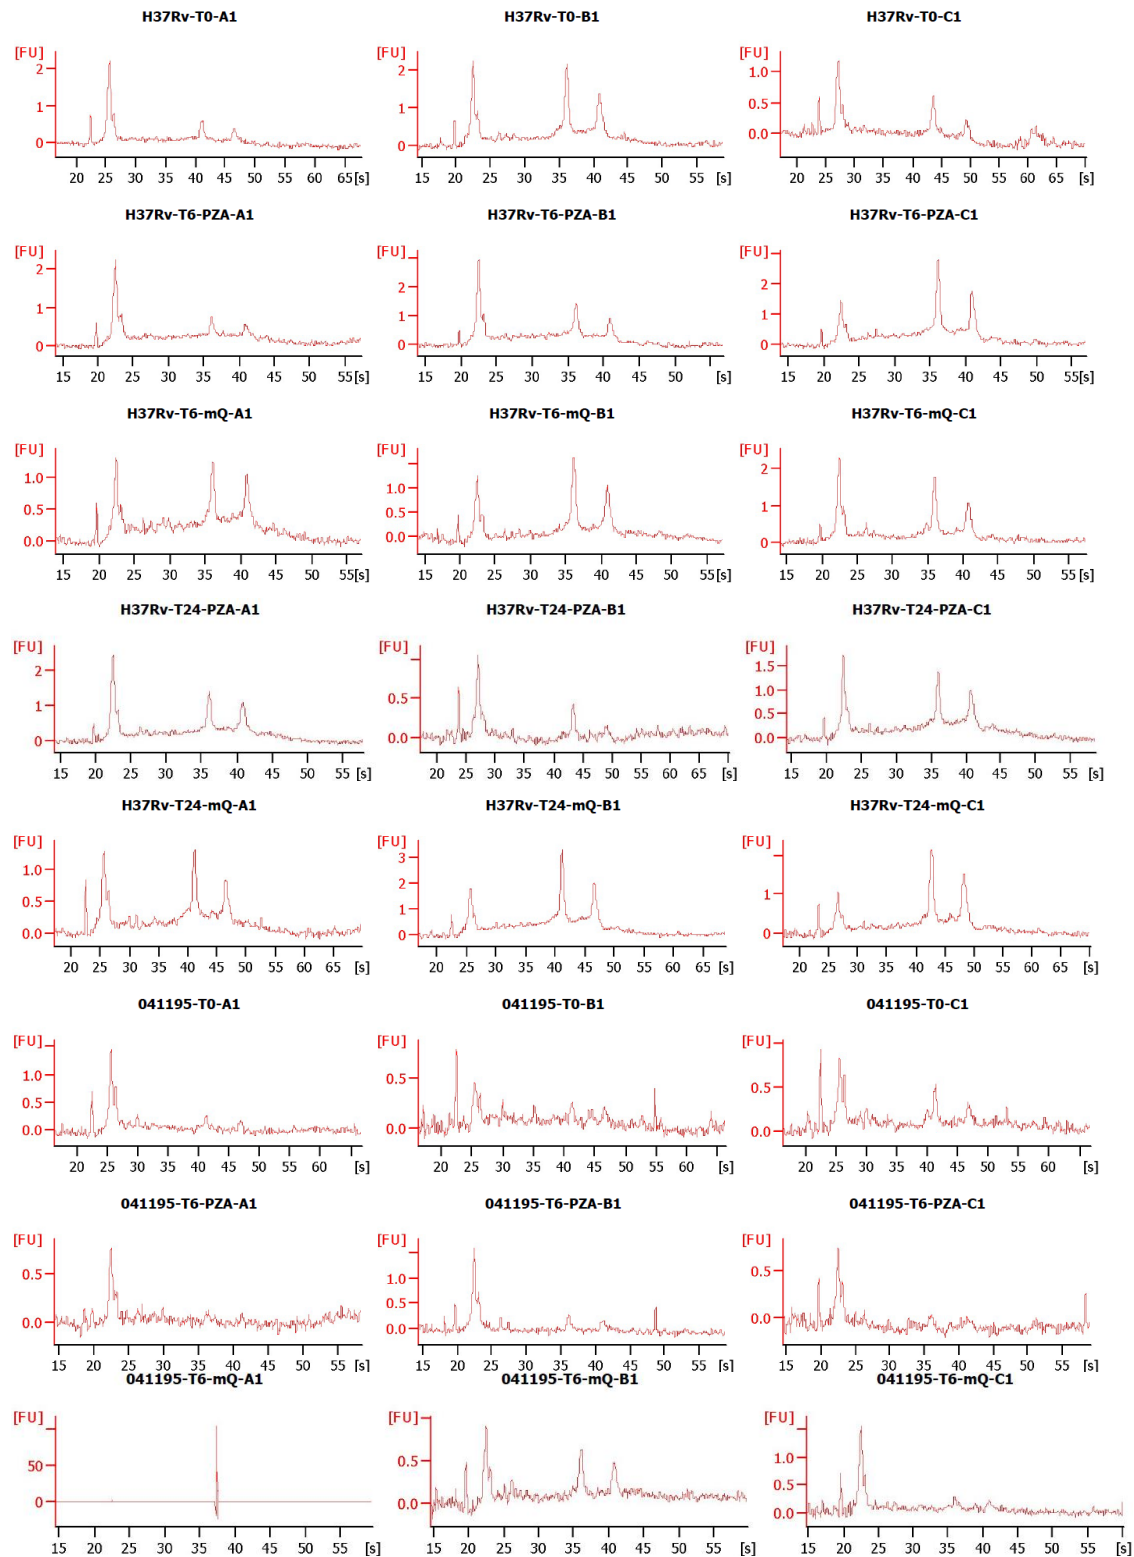 H37Rv-T0-A1
[FU]
2
1
0
20 25 30 35 40 45 50 55 60 65[s]
H37Rv-T0-B1
[FU]
2
1
0
15 20 25 30 35 40 45 50 55 [s]
H37Rv-T0-C1
[FU]
1.0
0.5
0.0
20 25 30 35 40 45 50 55 60 65 [s]
H37Rv-T6-PZA-A1
[FU]
2
1
0
15 20 25 30 35 40 45 50 55[s]
H37Rv-T6-PZA-B1
[FU]
2
1
0
15 20 25 30 35 40 45 50 [s]
H37Rv-T6-PZA-C1
[FU]
2
1
0
15 20 25 30 35 40 45 50 55[s]
H37Rv-T6-mQ-A1
[FU]
1.0
0.5
0.0
15 20 25 30 35 40 45 50 55[s]
H37Rv-T6-mQ-B1
[FU]
1.0
0.5
0.0
15 20 25 30 35 40 45 50 55[s]
H37Rv-T6-mQ-C1
[FU]
2
1
0
15 20 25 30 35 40 45 50 55 [s]
H37Rv-T24-PZA-A1
[FU]
2
1
0
15 20 25 30 35 40 45 50 55 [s]
H37Rv-T24-PZA-B1
[FU]
0.5
0.0
20 25 30 35 40 45 50 55 60 65 [s] 70
H37Rv-T24-PZA-C1
[FU]
1.5
1.0
0.5
0.0
15 20 25 30 35 40 45 50 55 [s]
H37Rv-T24-mQ-A1
[FU]
1.0
0.5
0.0
20 25 30 35 40 45 50 55 60 65 [s]
H37Rv-T24-mQ-B1
[FU]
3
2
1
0
20 25 30 35 40 45 50 55 60 65 [s]
H37Rv-T24-mQ-C1
[FU]
1
0
20 25 30 35 40 45 50 55 60 65 [s]
041195-T0-A1
[FU]
1.0
0.5
0.0
20 25 30 35 40 45 50 55 60 [s]
041195-T0-B1
[FU]
0.5
0.0
20 25 30 35 40 45 50 55 60 [s]
041195-T0-C1
[FU]
0.5
0.0
20 25 30 35 40 45 50 55 60 [s]
041195-T6-PZA-A1
[FU]
0.5
0.0
15 20 25 30 35 40 45 50 55 [s]
041195-T6-PZA-B1
[FU]
1.0
0.5
0.0
15 20 25 30 35 40 45 50 55 [s]
041195-T6-PZA-C1
[FU]
0.5
0.0
15 20 25 30 35 40 45 50 55 [s]
041195-T6-mQ-A1
[FU]
50
0
15 20 25 30 35 40 45 50 55 [s]
041195-T6-mQ-B1
[FU]
0.5
0.0
15 20 25 30 35 40 45 50 55 [s]
041195-T6-mQ-C1
[FU]
1.0
0.5
0.0
15 20 25 30 35 40 45 50 55 [s]